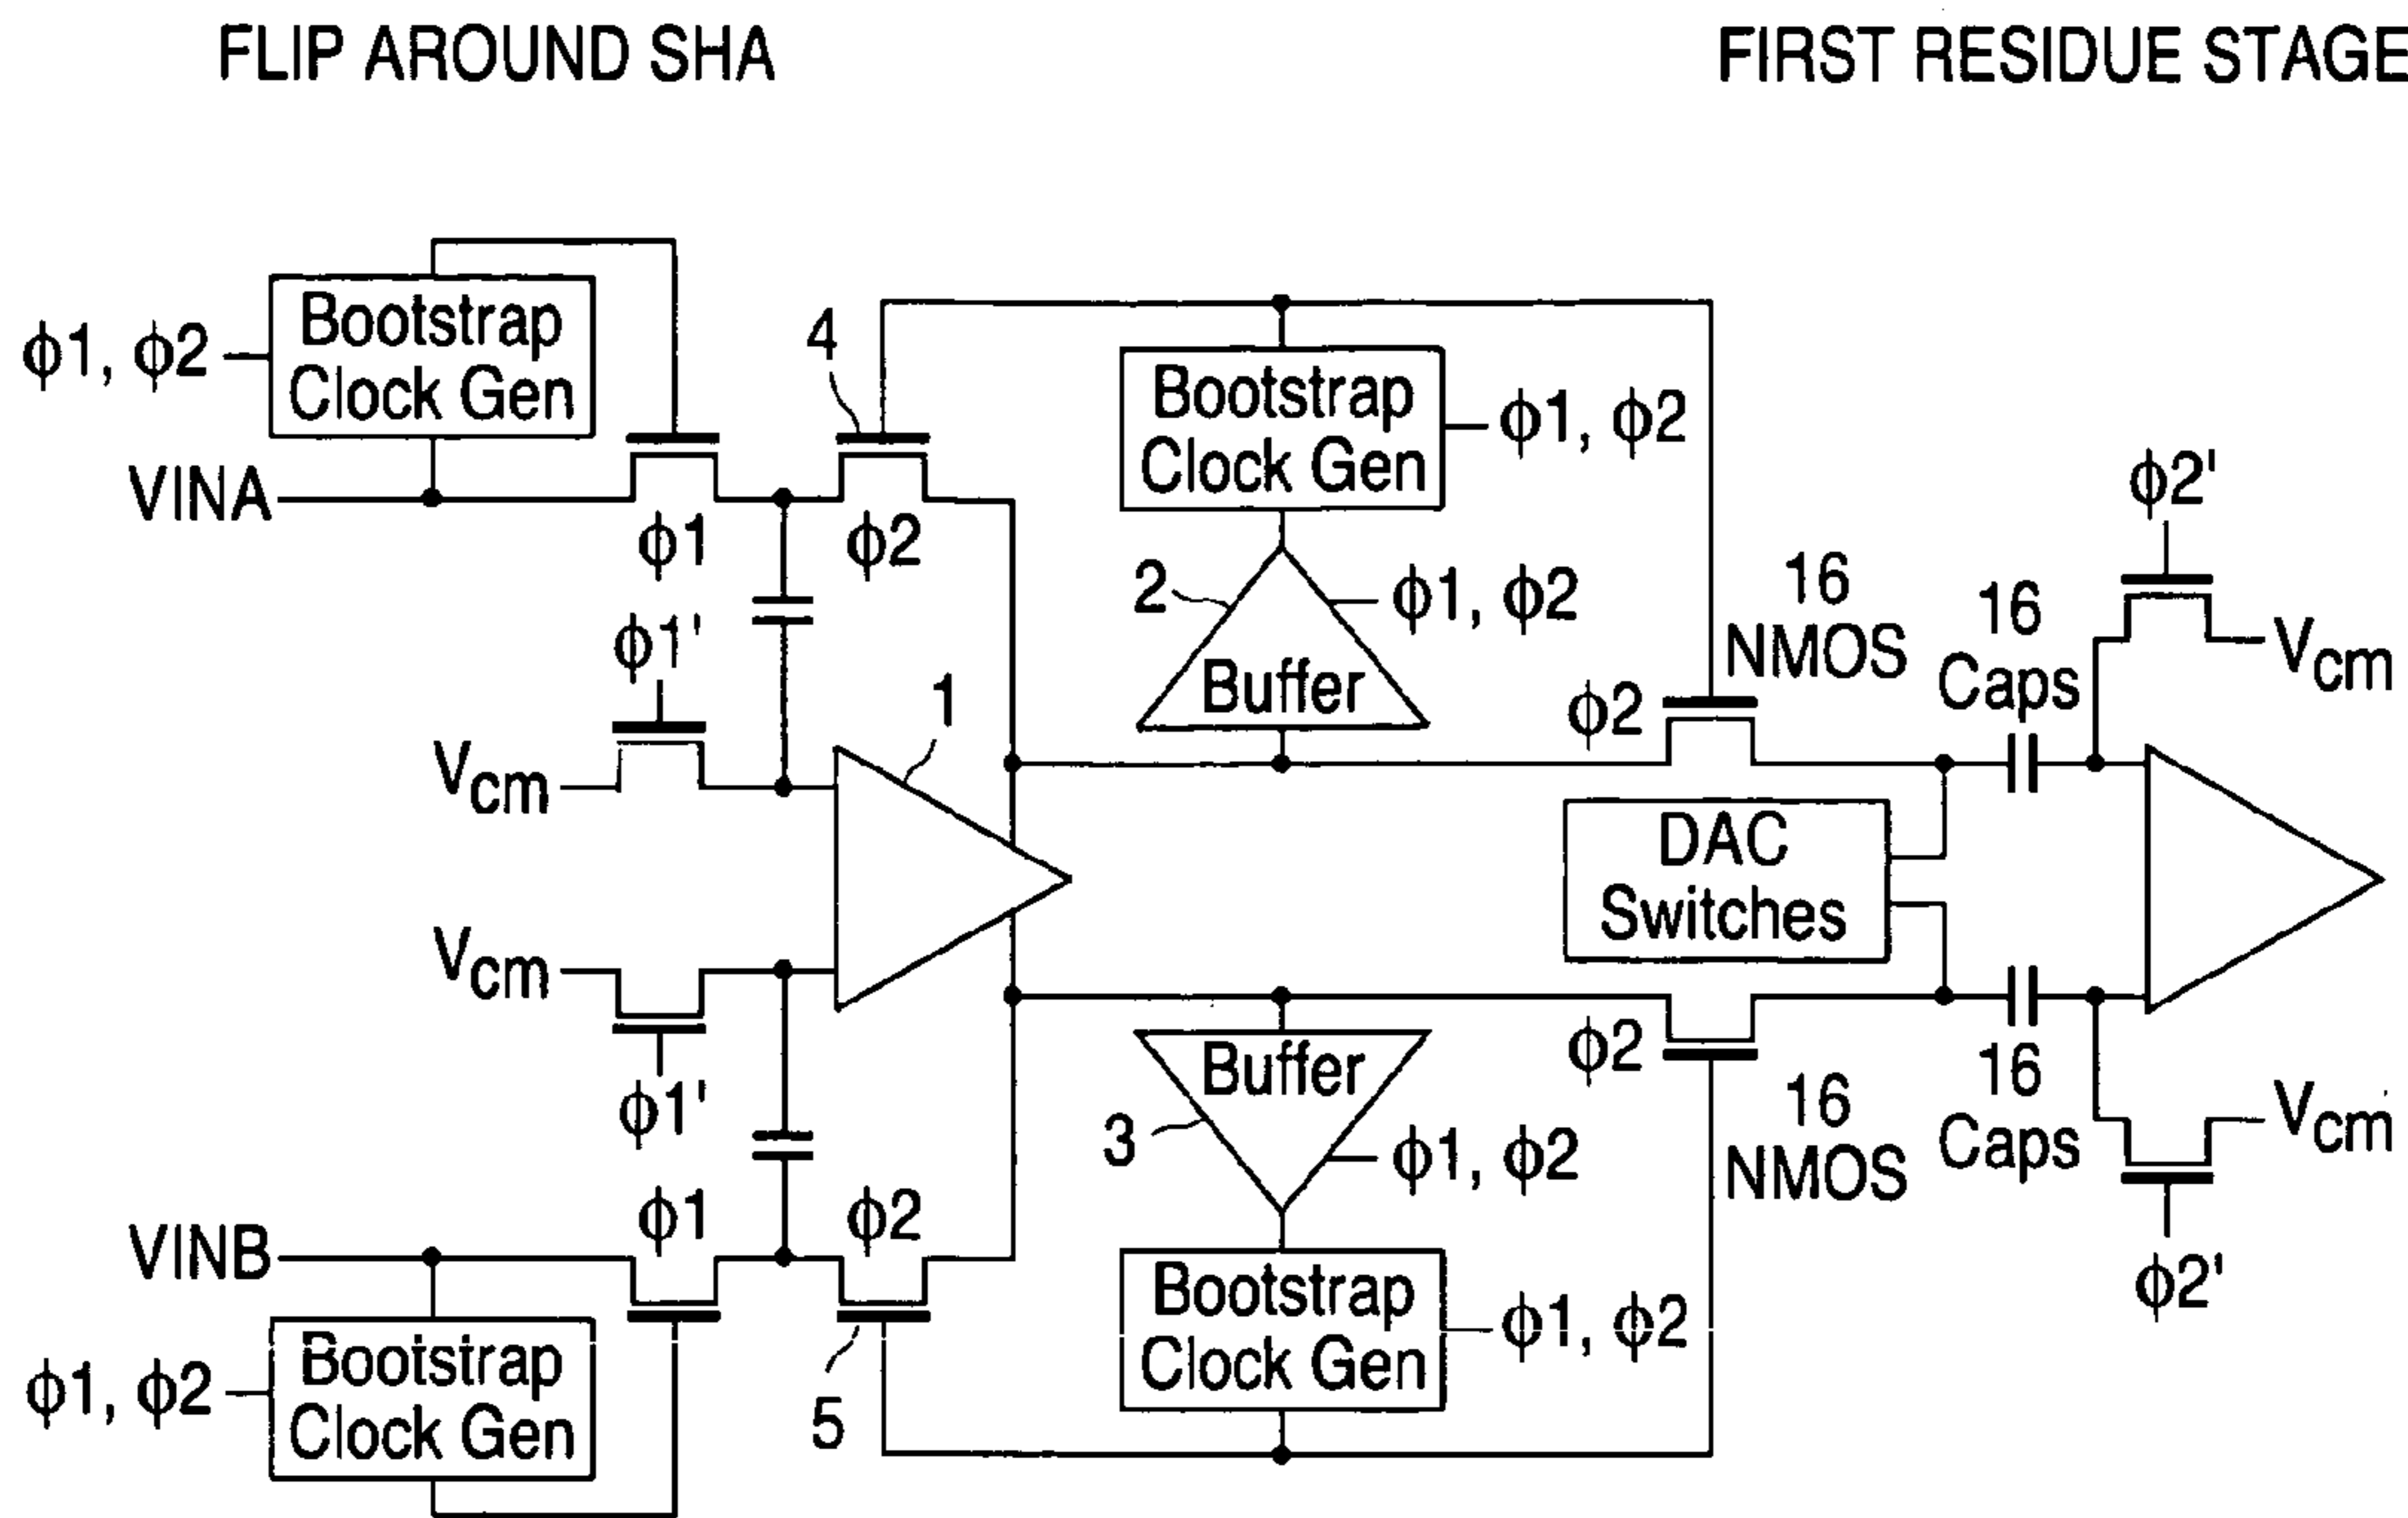 FLIP AROUND SHA
FIRST RESIDUE STAGE
Bootstrap
Clock Gen
ϕ1, ϕ2
VINA
ϕ1
4
ϕ2
Bootstrap
Clock Gen
ϕ1, ϕ2
2
Buffer
ϕ1, ϕ2
ϕ1'
Vcm
1
16
NMOS
ϕ2
16
Caps
ϕ2'
Vcm
DAC
Switches
Vcm
ϕ1'
ϕ1
ϕ2
VINB
Bootstrap
Clock Gen
ϕ1, ϕ2
5
Buffer
3
ϕ1, ϕ2
Bootstrap
Clock Gen
ϕ1, ϕ2
ϕ2
16
NMOS
16
Caps
Vcm
ϕ2'